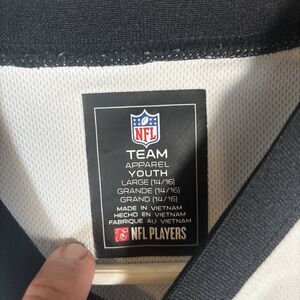 NFL
TEAM
APPAREL
YOUTH
LARGE (14/16)
GRANDE (14/16)
GRAND (14/16)
MADE IN VIETNAM
HECHO EN VIETNAM
FABRIQUE AU VIETNAM
NFL PLAYERS